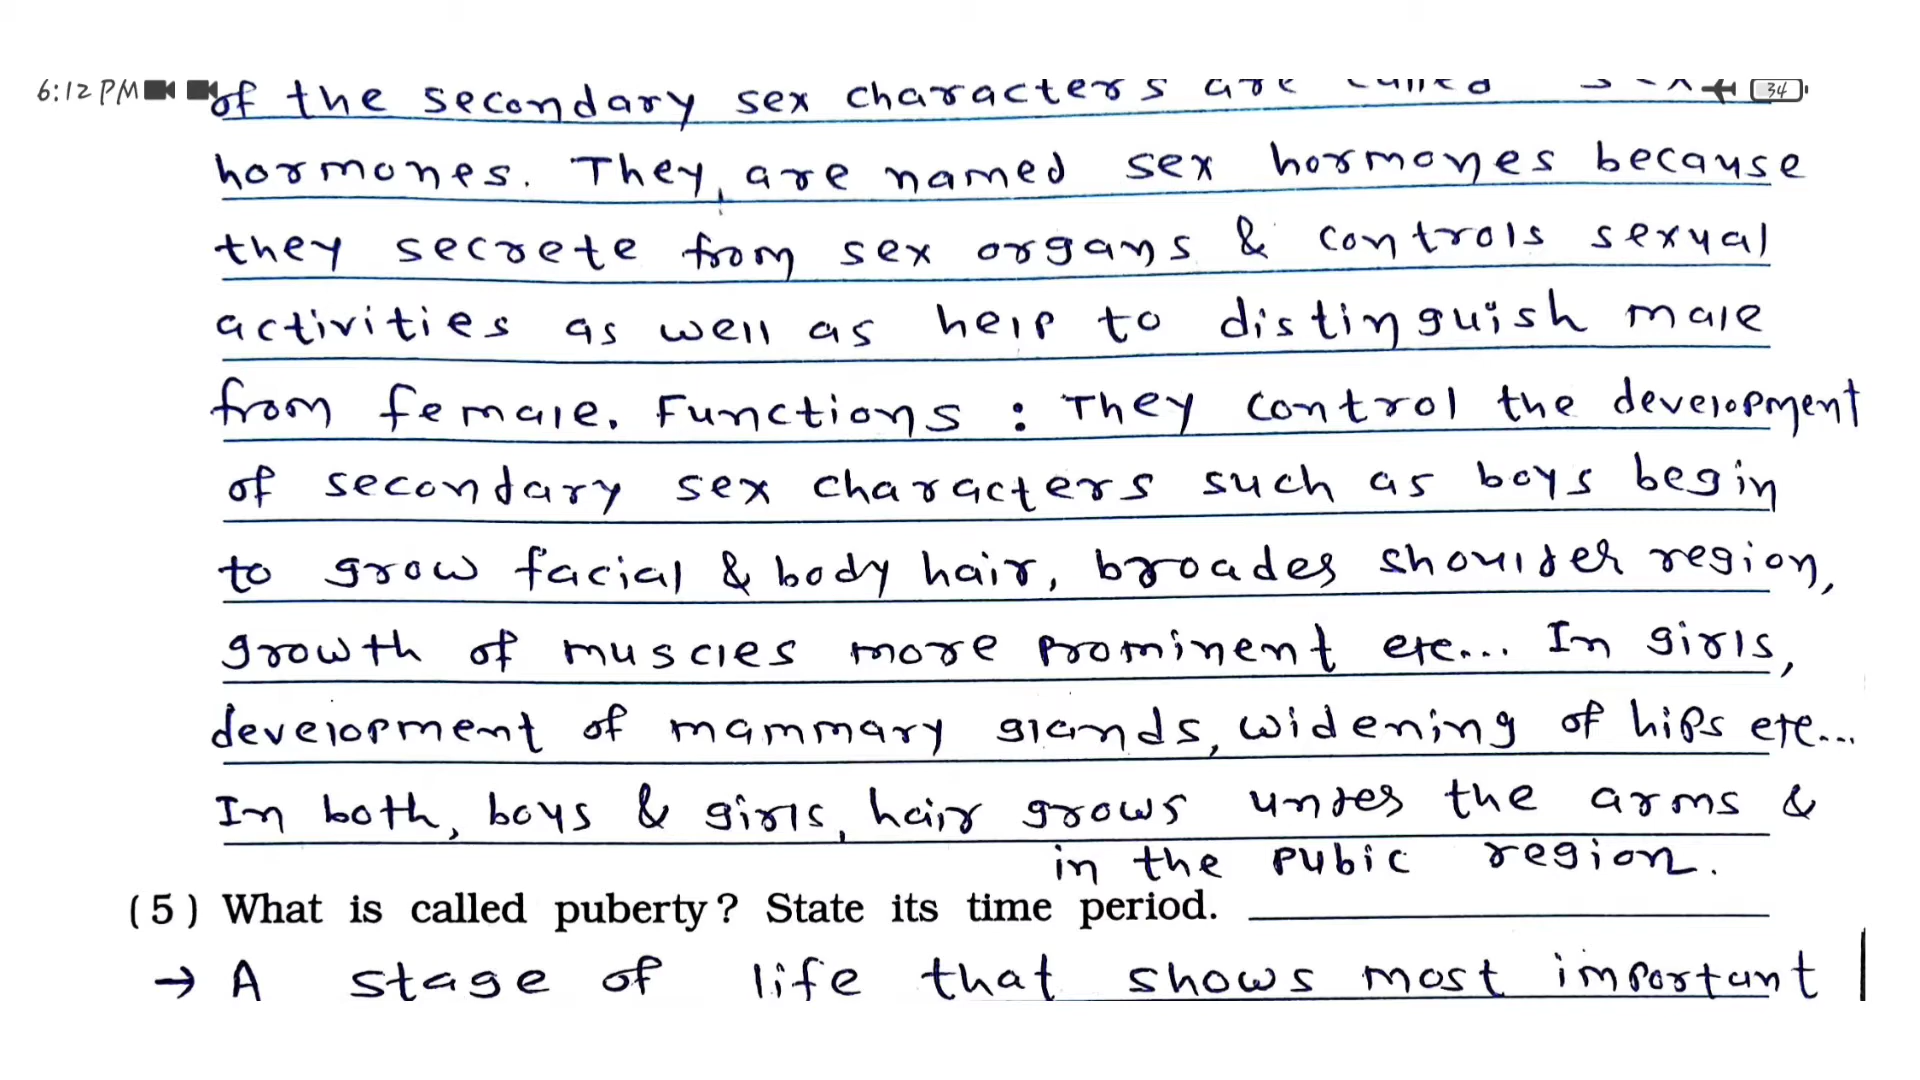 6:12 PM 34
of the secondary sex characters are called sex
hormones. They are named sex hormones because
they secrete from sex organs & controls sexual
activities as well as help to distinguish male
from female. Functions : They control the development
of secondary sex characters such as boys begin
to grow facial & body hair, broader shoulder region,
growth of muscles more prominent etc... In girls,
development of mammary glands, widening of hips etc...
In both, boys & girls, hair grows under the arms &
in the pubic region.
(5) What is called puberty? State its time period.
→ A stage of life that shows most important